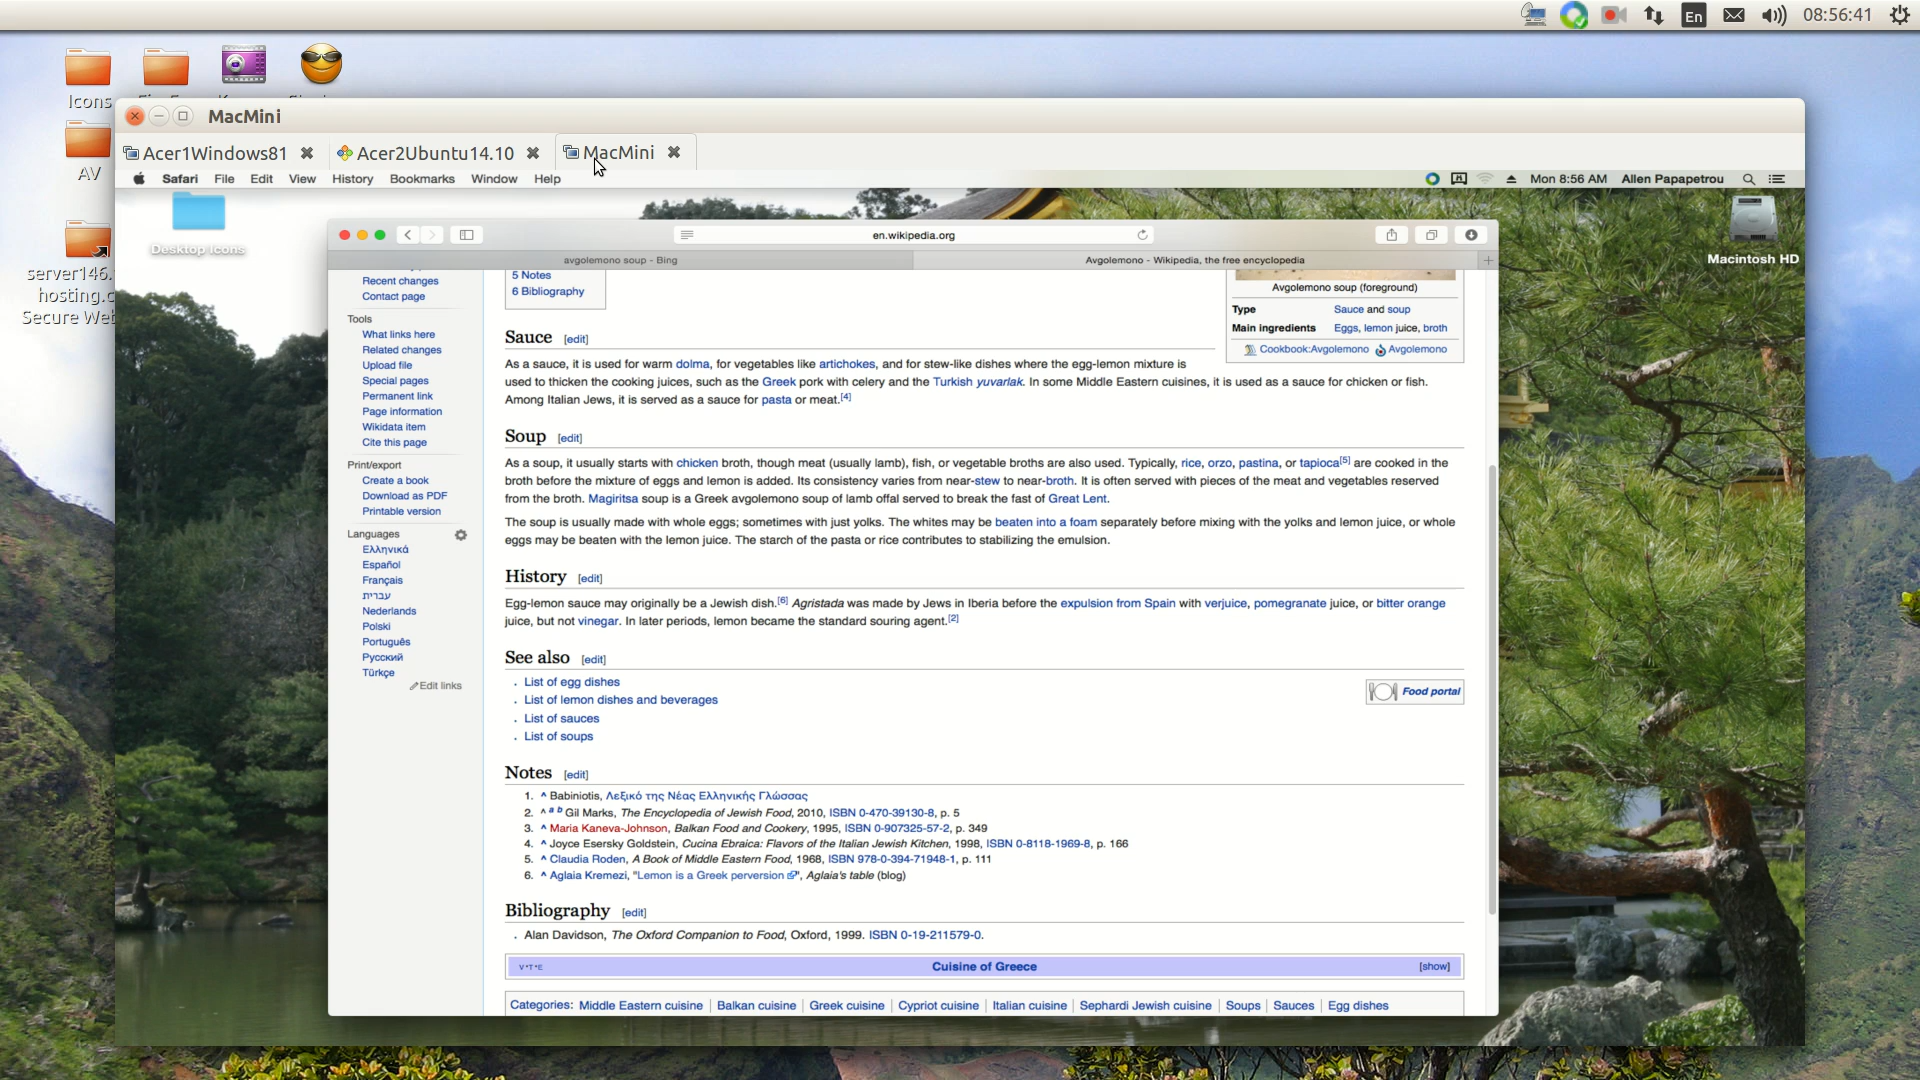 En 08:56:41
Icons
AV
server146.
hosting.c
Secure Web
MacMini
Acer1Windows81 Acer2Ubuntu14.10 MacMini
Safari File Edit View History Bookmarks Window Help Mon 8:56 AM Allen Papapetrou
Desktop Icons
Macintosh HD
en.wikipedia.org
avgolemono soup - Bing Avgolemono - Wikipedia, the free encyclopedia
Recent changes
Contact page
Tools
What links here
Related changes
Upload file
Special pages
Permanent link
Page information
Wikidata item
Cite this page
Print/export
Create a book
Download as PDF
Printable version
Languages
Ελληνικά
Español
Français
עברית
Nederlands
Polski
Português
Русский
Türkçe
Edit links
5 Notes
6 Bibliography
Avgolemono soup (foreground)
Type Sauce and soup
Main ingredients Eggs, lemon juice, broth
Cookbook:Avgolemono Avgolemono
Sauce [edit]
As a sauce, it is used for warm dolma, for vegetables like artichokes, and for stew-like dishes where the egg-lemon mixture is
used to thicken the cooking juices, such as the Greek pork with celery and the Turkish yuvarlak. In some Middle Eastern cuisines, it is used as a sauce for chicken or fish.
Among Italian Jews, it is served as a sauce for pasta or meat.[4]
Soup [edit]
As a soup, it usually starts with chicken broth, though meat (usually lamb), fish, or vegetable broths are also used. Typically, rice, orzo, pastina, or tapioca[5] are cooked in the
broth before the mixture of eggs and lemon is added. Its consistency varies from near-stew to near-broth. It is often served with pieces of the meat and vegetables reserved
from the broth. Magiritsa soup is a Greek avgolemono soup of lamb offal served to break the fast of Great Lent.
The soup is usually made with whole eggs; sometimes with just yolks. The whites may be beaten into a foam separately before mixing with the yolks and lemon juice, or whole
eggs may be beaten with the lemon juice. The starch of the pasta or rice contributes to stabilizing the emulsion.
History [edit]
Egg-lemon sauce may originally be a Jewish dish.[6] Agristada was made by Jews in Iberia before the expulsion from Spain with verjuice, pomegranate juice, or bitter orange
juice, but not vinegar. In later periods, lemon became the standard souring agent.[2]
See also [edit]
List of egg dishes
List of lemon dishes and beverages
List of sauces
List of soups
Food portal
Notes [edit]
1. ^ Babiniotis, Λεξικό της Νέας Ελληνικής Γλώσσας
2. ^ a b Gil Marks, The Encyclopedia of Jewish Food, 2010, ISBN 0-470-39130-8, p. 5
3. ^ Maria Kaneva-Johnson, Balkan Food and Cookery, 1995, ISBN 0-907325-57-2, p. 349
4. ^ Joyce Esersky Goldstein, Cucina Ebraica: Flavors of the Italian Jewish Kitchen, 1998, ISBN 0-8118-1969-8, p. 166
5. ^ Claudia Roden, A Book of Middle Eastern Food, 1968, ISBN 978-0-394-71948-1, p. 111
6. ^ Aglaia Kremezi, "Lemon is a Greek perversion", Aglaia's table (blog)
Bibliography [edit]
Alan Davidson, The Oxford Companion to Food, Oxford, 1999. ISBN 0-19-211579-0.
V·T·E Cuisine of Greece [show]
Categories: Middle Eastern cuisine | Balkan cuisine | Greek cuisine | Cypriot cuisine | Italian cuisine | Sephardi Jewish cuisine | Soups | Sauces | Egg dishes